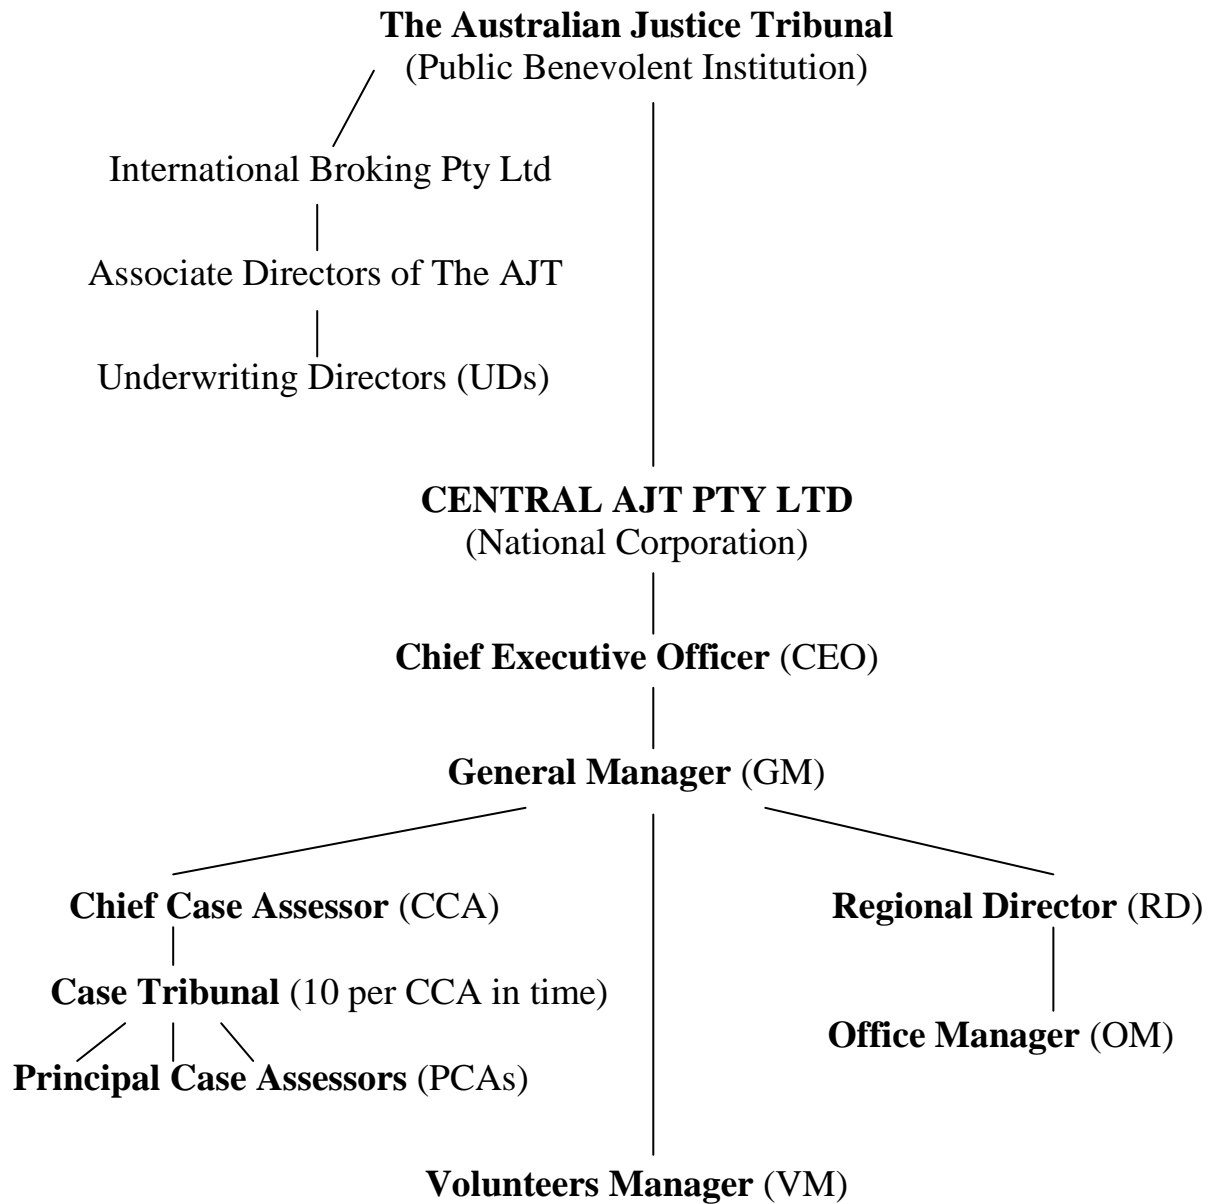 The Australian Justice Tribunal
(Public Benevolent Institution)
International Broking Pty Ltd
Associate Directors of The AJT
Underwriting Directors (UDs)
CENTRAL AJT PTY LTD
(National Corporation)
Chief Executive Officer (CEO)
General Manager (GM)
Chief Case Assessor (CCA)
Regional Director (RD)
Case Tribunal (10 per CCA in time)
Office Manager (OM)
Principal Case Assessors (PCAs)
Volunteers Manager (VM)